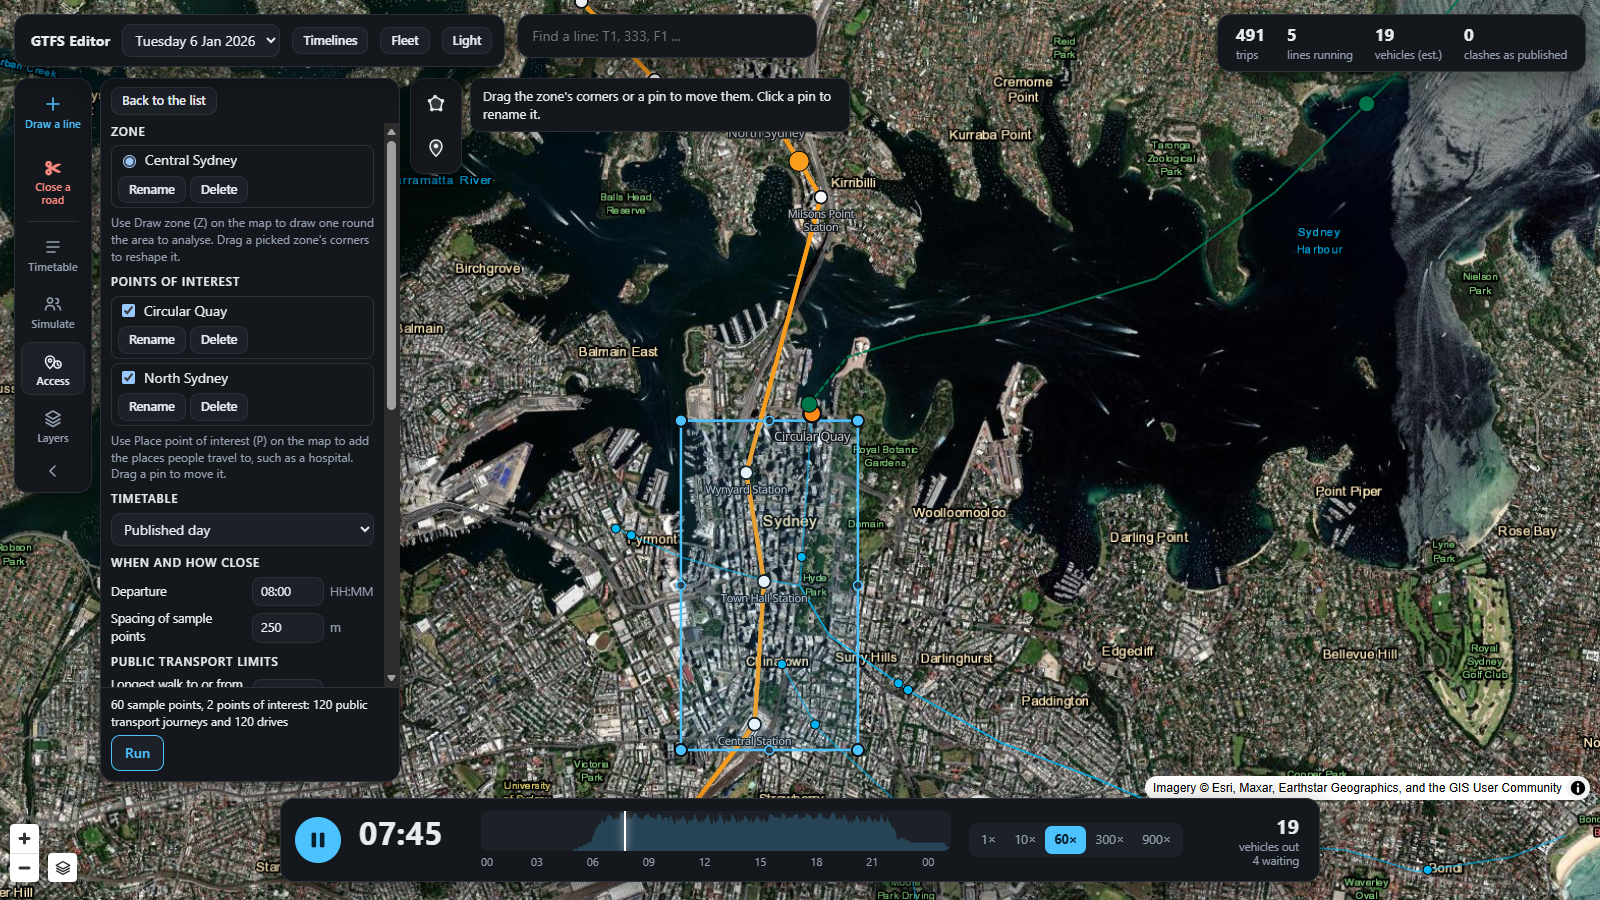 GTFS Editor
Tuesday 6 Jan 2026
Timelines
Fleet
Light
Find a line: T1, 333, F1 ...
491
trips
5
lines running
19
vehicles (est.)
0
clashes as published
Draw a line
Close a
road
Timetable
Simulate
Access
Layers
Back to the list
ZONE
Central Sydney
Rename
Delete
Use Draw zone (Z) on the map to draw one round
the area to analyse. Drag a picked zone's corners
to reshape it.
POINTS OF INTEREST
Circular Quay
Rename
Delete
North Sydney
Rename
Delete
Use Place point of interest (P) on the map to add
the places people travel to, such as a hospital.
Drag a pin to move it.
TIMETABLE
Published day
WHEN AND HOW CLOSE
Departure
08:00
HH:MM
Spacing of sample
points
250
m
PUBLIC TRANSPORT LIMITS
Longest walk to or from
60 sample points, 2 points of interest: 120 public
transport journeys and 120 drives
Run
Drag the zone's corners or a pin to move them. Click a pin to
rename it.
North Sydney
Reid
Park
Cremorne
Point
Kurraba Point
Taronga
Zoological
Park
Balls Head
Reserve
Kirribilli
Milsons Point
Station
Sydney
Harbour
Birchgrove
Nielson
Park
Balmain East
Circular Quay
Royal Botanic
Gardens
Wynyard Station
Sydney
Domain
Woolloomooloo
Point Piper
Rose Bay
Darling Point
Lyne
Park
Pyrmont
Hyde
Park
Town Hall Station
Chinatown
Surry Hills
Darlinghurst
Edgecliff
Bellevue Hill
Royal
Sydney
Golf Club
Paddington
Central Station
Victoria
Park
University
Imagery © Esri, Maxar, Earthstar Geographics, and the GIS User Community
07:45
00
03
06
09
12
15
18
21
00
1×
10×
60×
300×
900×
19
vehicles out
4 waiting
Bondi
Waverley
Oval
Park Driving